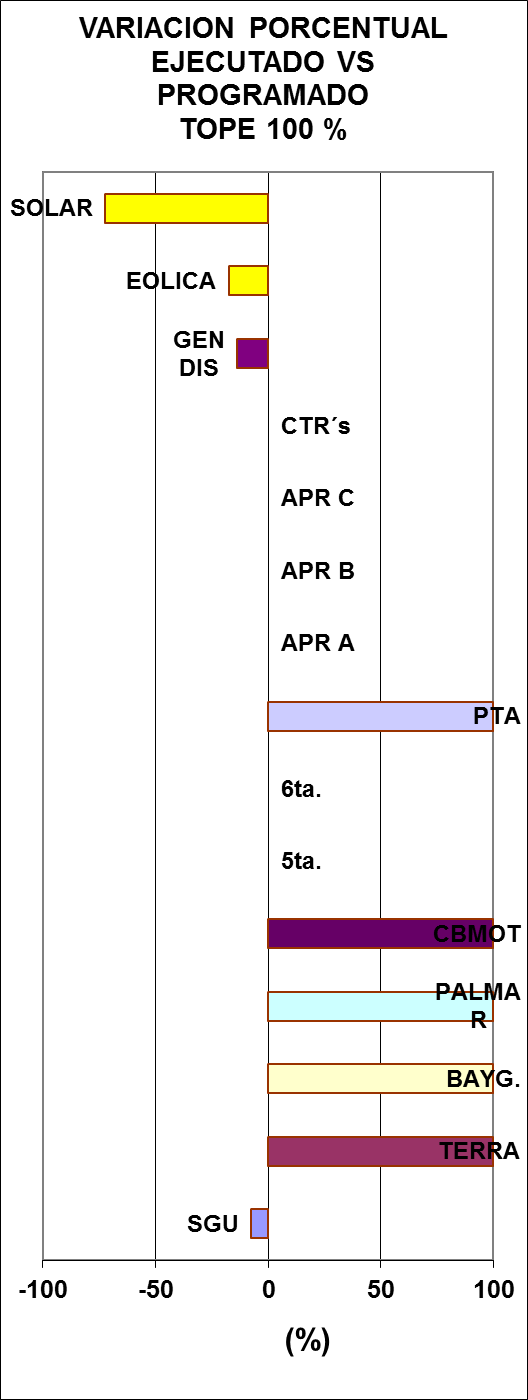 VARIACION PORCENTUAL
EJECUTADO VS
PROGRAMADO
TOPE 100 %
SOLAR
EOLICA
GEN
DIS
CTR´s
APR C
APR B
APR A
PTA
6ta.
5ta.
CBMOT
PALMA
R
BAYG.
TERRA
SGU
-100 -50 0 50 100
(%)